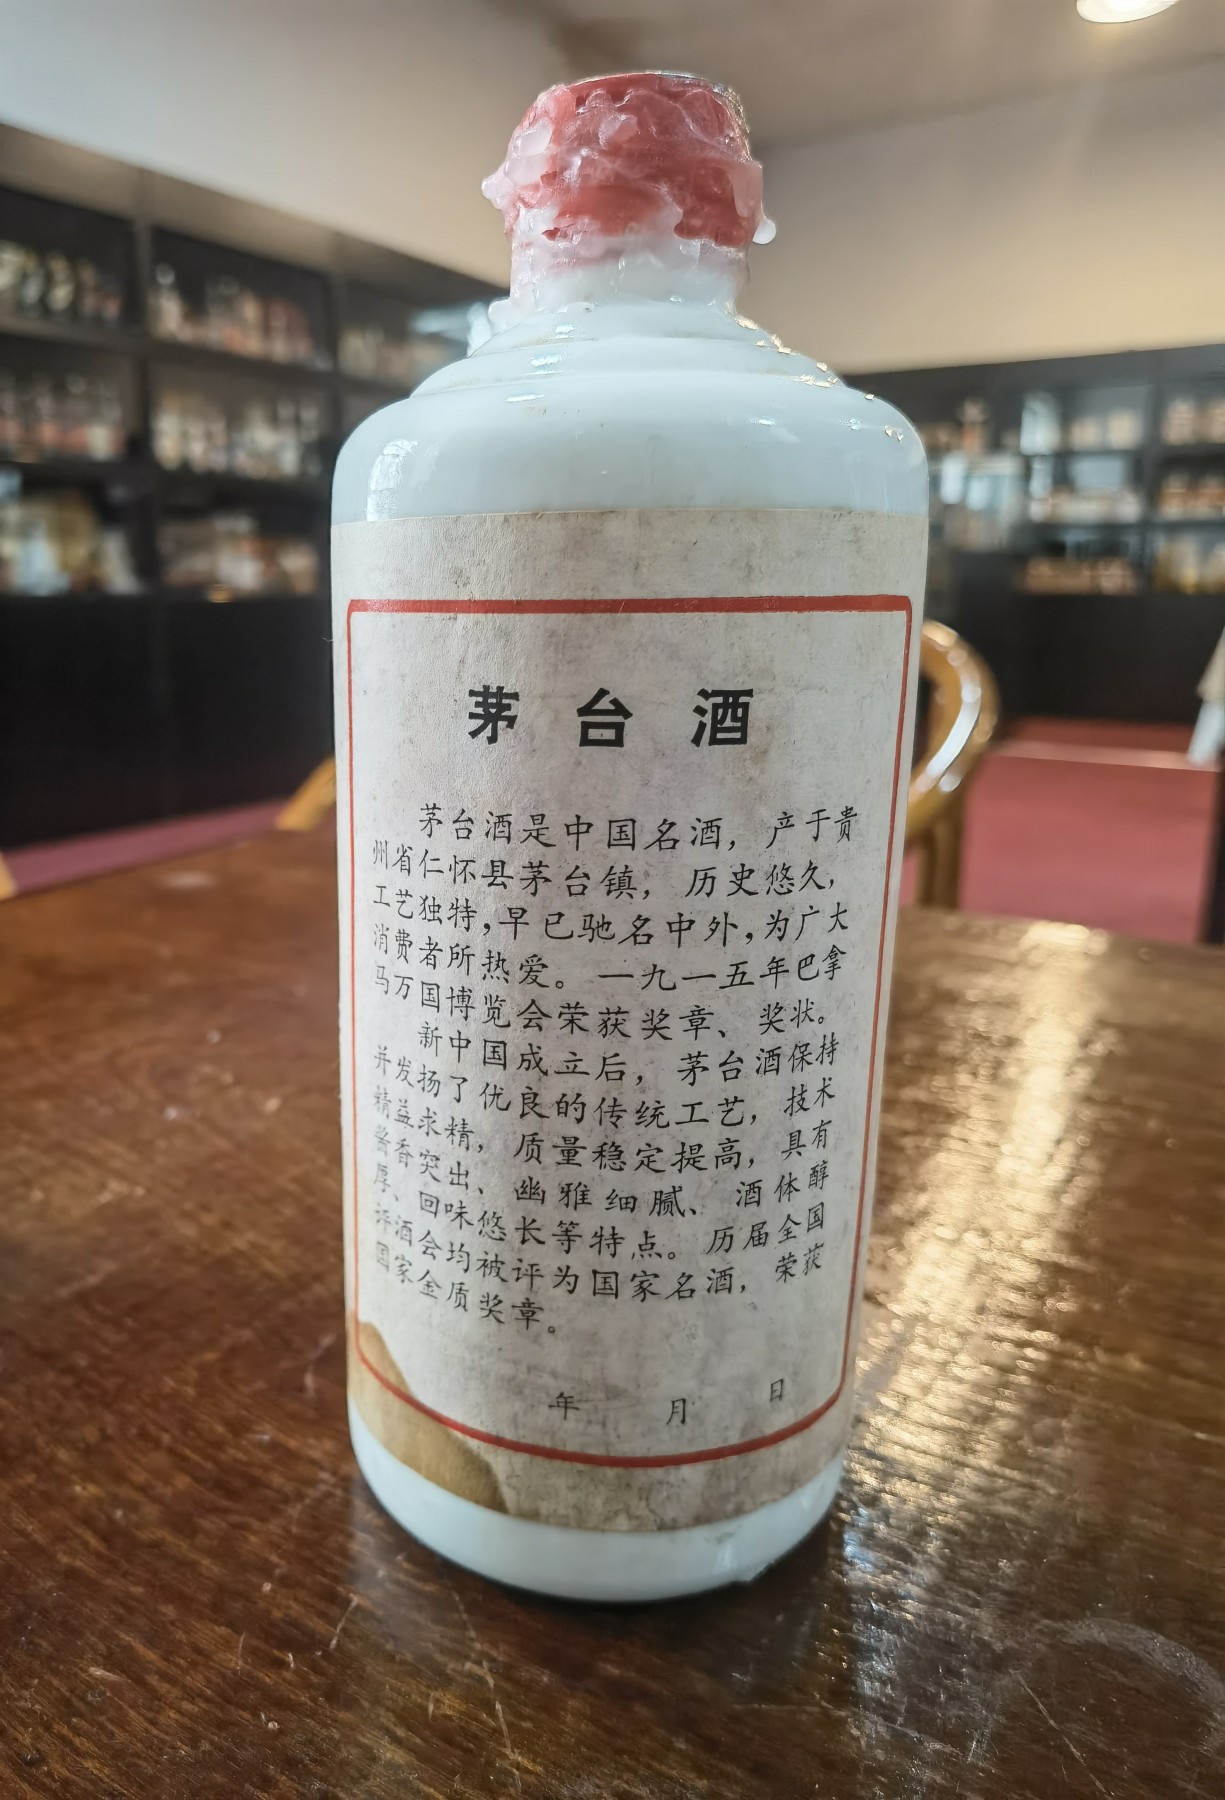 茅台酒
茅台酒是中国名酒，产于贵
州省仁怀县茅台镇，历史悠久，
工艺独特，早已驰名中外，为广大
消费者所热爱。一九一五年巴拿
马万国博览会荣获奖章、奖状。
新中国成立后，茅台酒保持
并发扬了优良的传统工艺，技术
精益求精，质量稳定提高，具有
酱香突出、幽雅细腻、酒体醇
厚、回味悠长等特点。历届全国
评酒会均被评为国家名酒，荣获
国家金质奖章。
年 月 日